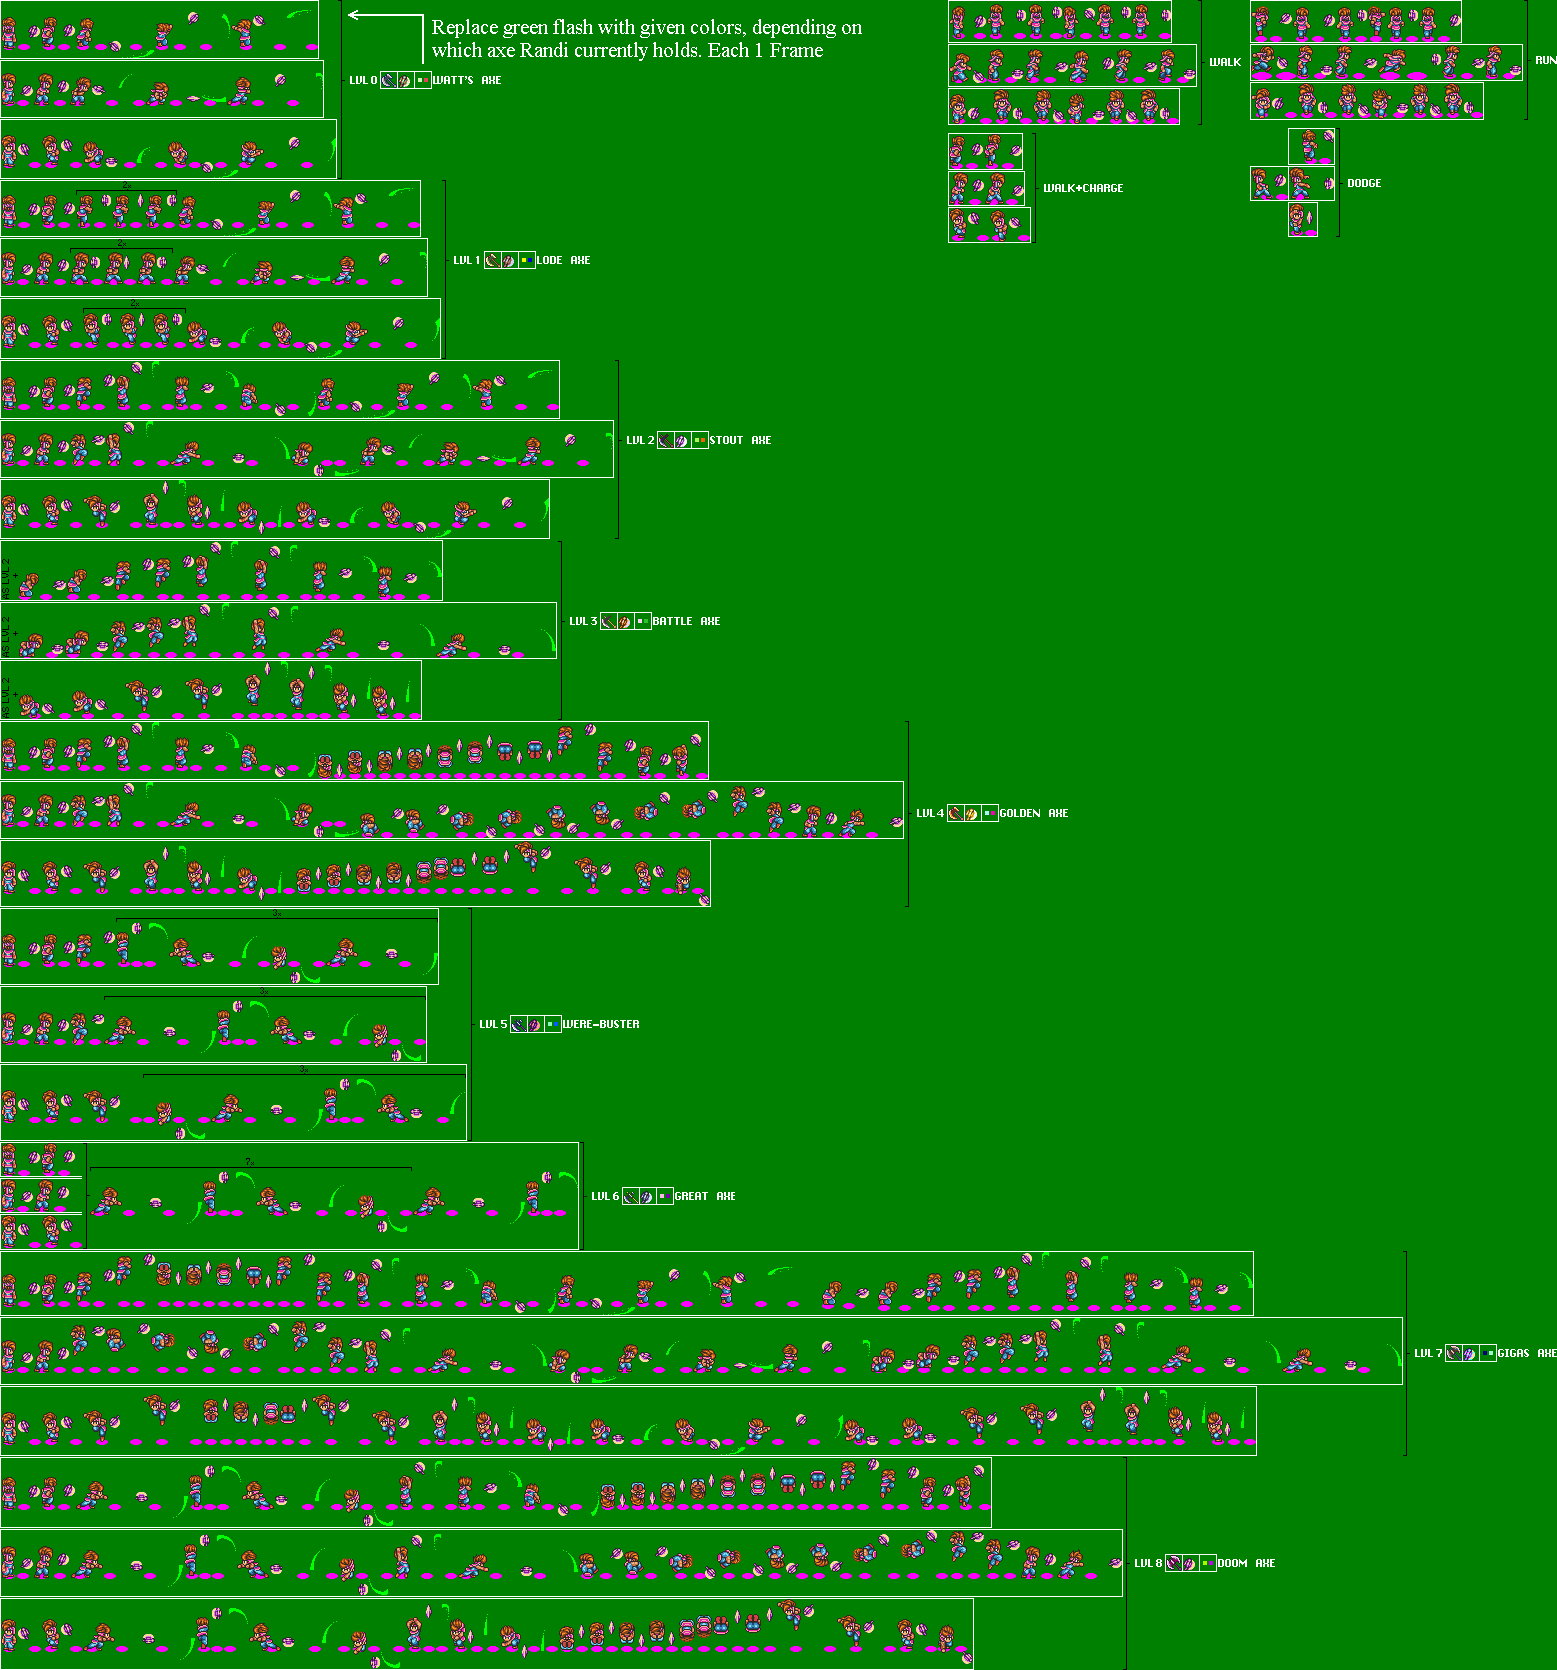 Replace green flash with given colors, depending on
which axe Randi currently holds. Each 1 Frame
LVL 0 WATT'S AXE
WALK
RUN
WALK+CHARGE
DODGE
2x
2x
LVL 1 LODE AXE
2x
LVL 2 STOUT AXE
AS LVL 2 +
AS LVL 2 +
LVL 3 BATTLE AXE
AS LVL 2 +
LVL 4 GOLDEN AXE
3x
3x
LVL 5 WERE-BUSTER
3x
7x
LVL 6 GREAT AXE
LVL 7 GIGAS AXE
LVL 8 DOOM AXE